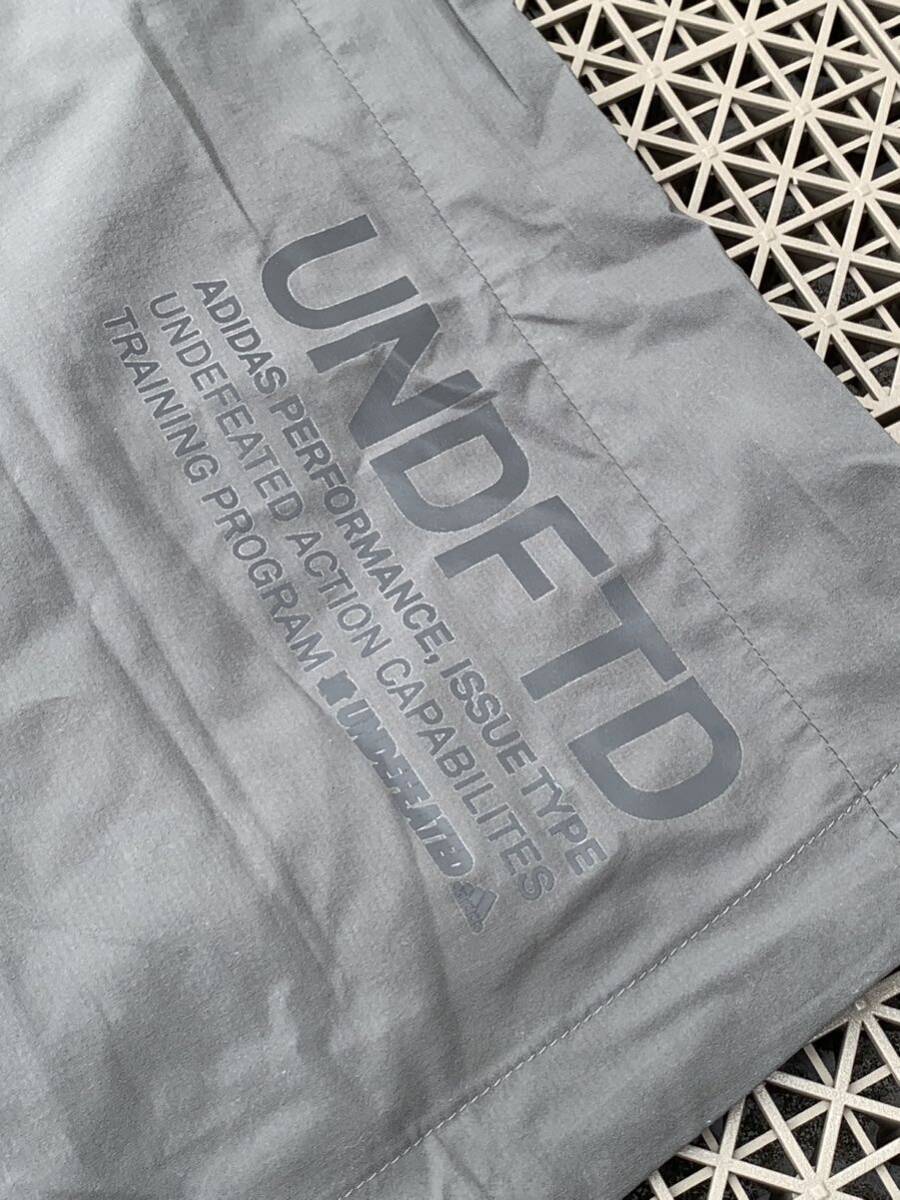 UNDFTD
ADIDAS PERFORMANCE, ISSUE TYPE
UNDEFEATED ACTION CAPABILITES
TRAINING PROGRAM UNDEFEATED